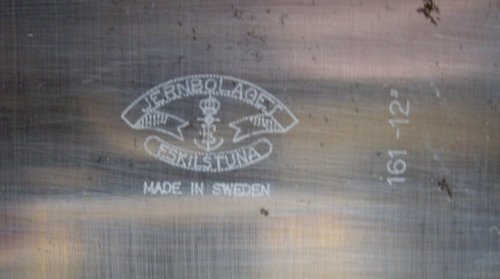 JERNBOLAGET
ESKILSTUNA
MADE IN SWEDEN
161-12"